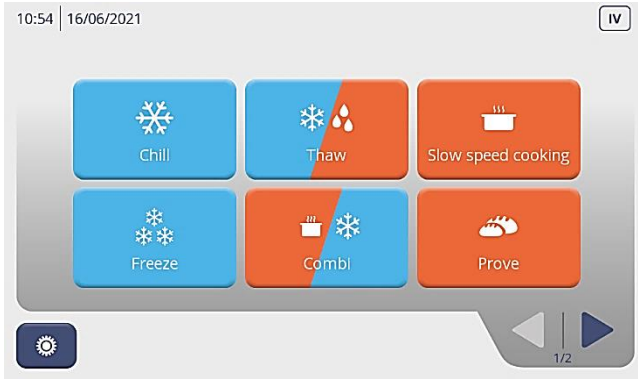 10:54 16/06/2021
IV
Chill
Thaw
Slow speed cooking
Freeze
Combi
Prove
1/2